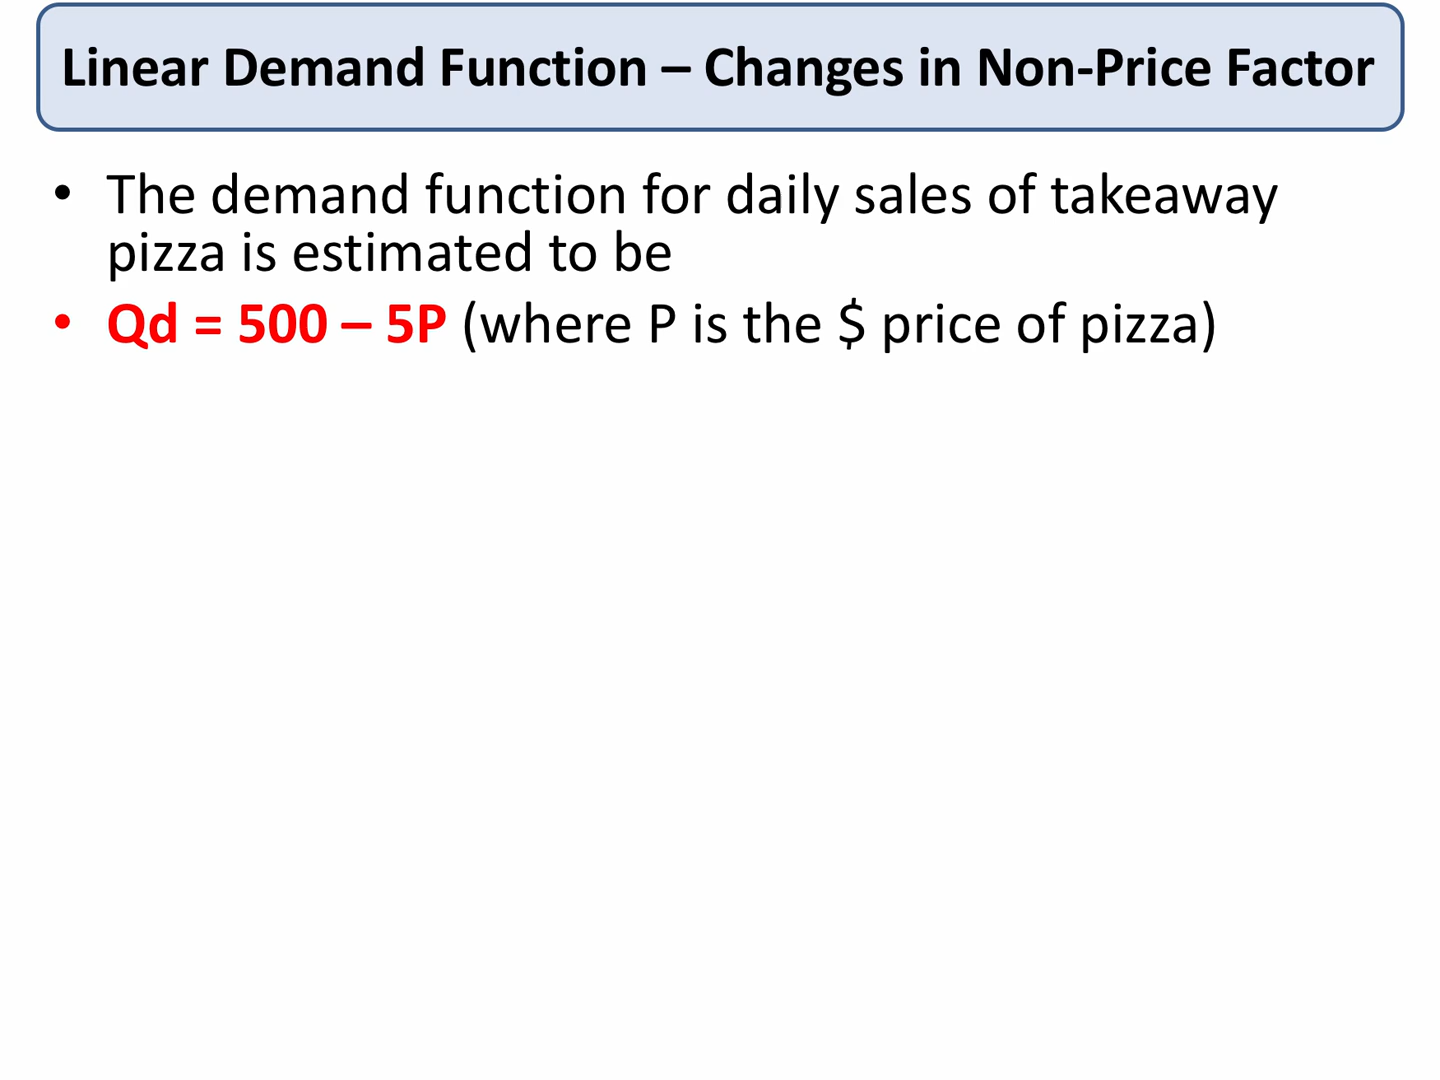 Linear Demand Function – Changes in Non-Price Factor
• The demand function for daily sales of takeaway
pizza is estimated to be
• Qd = 500 – 5P (where P is the $ price of pizza)